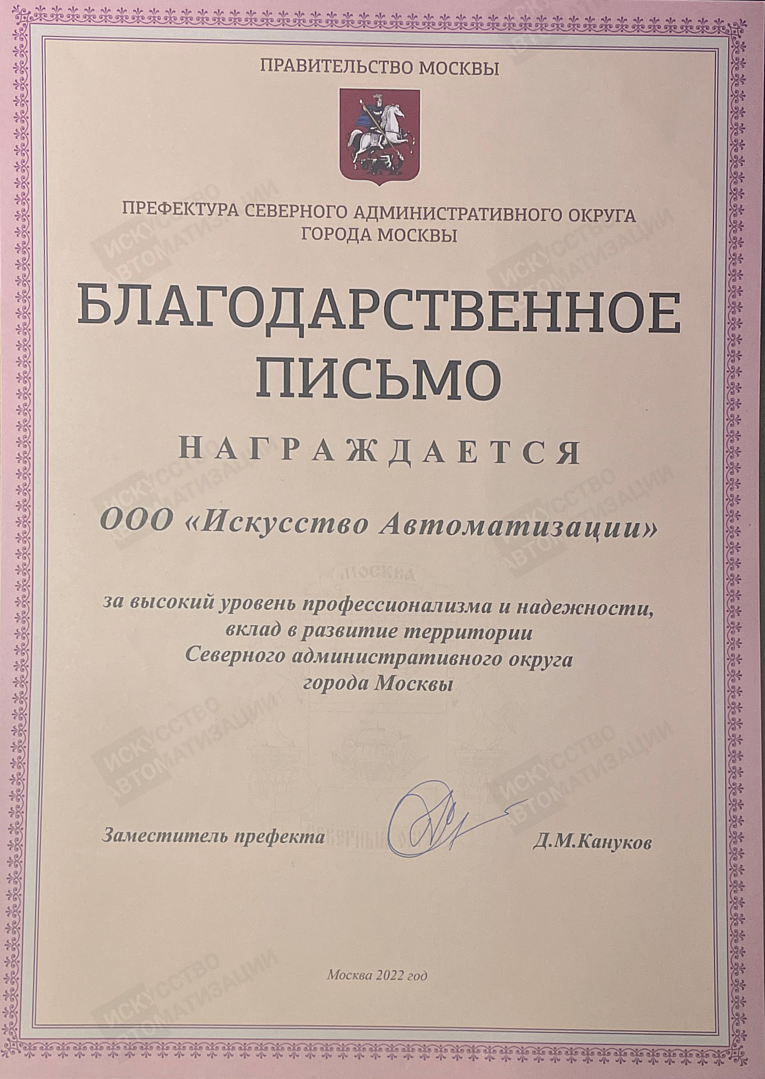 ПРАВИТЕЛЬСТВО МОСКВЫ
ПРЕФЕКТУРА СЕВЕРНОГО АДМИНИСТРАТИВНОГО ОКРУГА
ГОРОДА МОСКВЫ
БЛАГОДАРСТВЕННОЕ
ПИСЬМО
НАГРАЖДАЕТСЯ
ООО «Искусство Автоматизации»
за высокий уровень профессионализма и надежности,
вклад в развитие территории
Северного административного округа
города Москвы
Заместитель префекта
Д.М.Кануков
Москва 2022 год
ИСКУССТВО
АВТОМАТИЗАЦИИ
ИСКУССТВО
АВТОМАТИЗАЦИИ
ИСКУССТВО
АВТОМАТИЗАЦИИ
ИСКУССТВО
АВТОМАТИЗАЦИИ
ИСКУССТВО
АВТОМАТИЗАЦИИ
ИСКУССТВО
АВТОМАТИЗАЦИИ
ИСКУССТВО
АВТОМАТИЗАЦИИ